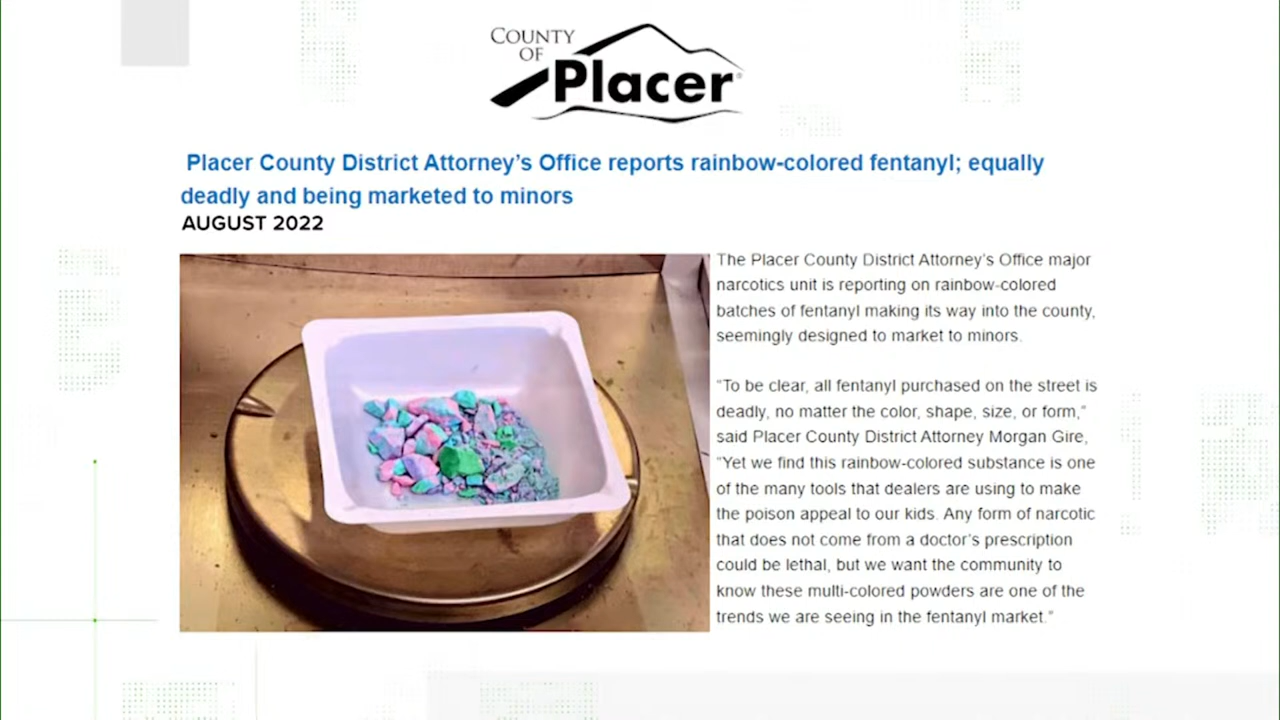 COUNTY
OF
Placer
Placer County District Attorney's Office reports rainbow-colored fentanyl; equally
deadly and being marketed to minors
AUGUST 2022
The Placer County District Attorney's Office major
narcotics unit is reporting on rainbow-colored
batches of fentanyl making its way into the county,
seemingly designed to market to minors.
“To be clear, all fentanyl purchased on the street is
deadly, no matter the color, shape, size, or form,”
said Placer County District Attorney Morgan Gire,
“Yet we find this rainbow-colored substance is one
of the many tools that dealers are using to make
the poison appeal to our kids. Any form of narcotic
that does not come from a doctor's prescription
could be lethal, but we want the community to
know these multi-colored powders are one of the
trends we are seeing in the fentanyl market.”